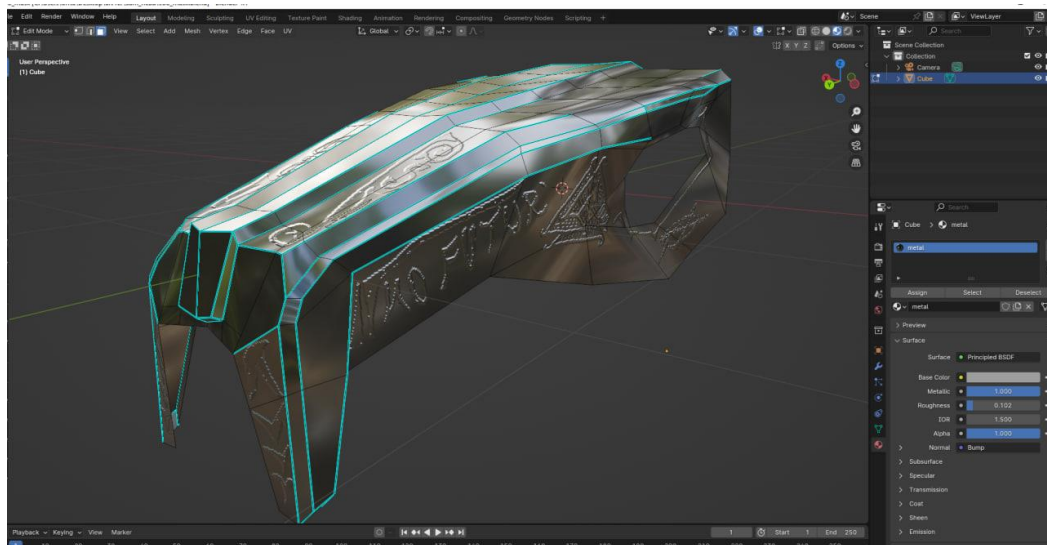 Edit Render Window Help Layout Modeling Sculpting UV Editing Texture Paint Shading Animation Rendering Compositing Geometry Nodes Scripting + Scene ViewLayer
Edit Mode View Select Add Mesh Vertex Edge Face UV Global Search
X Y Z Options
User Perspective
(1) Cube
Scene Collection
Collection
Camera
Cube
Search
Cube > metal
metal
Assign Select Deselect
metal
Preview
Surface
Surface Principled BSDF
Base Color
Metallic 1.000
Roughness 0.102
IOR 1.500
Alpha 1.000
Normal Bump
Subsurface
Specular
Transmission
Coat
Sheen
Emission
Playback Keying View Marker 1 Start 1 End 250